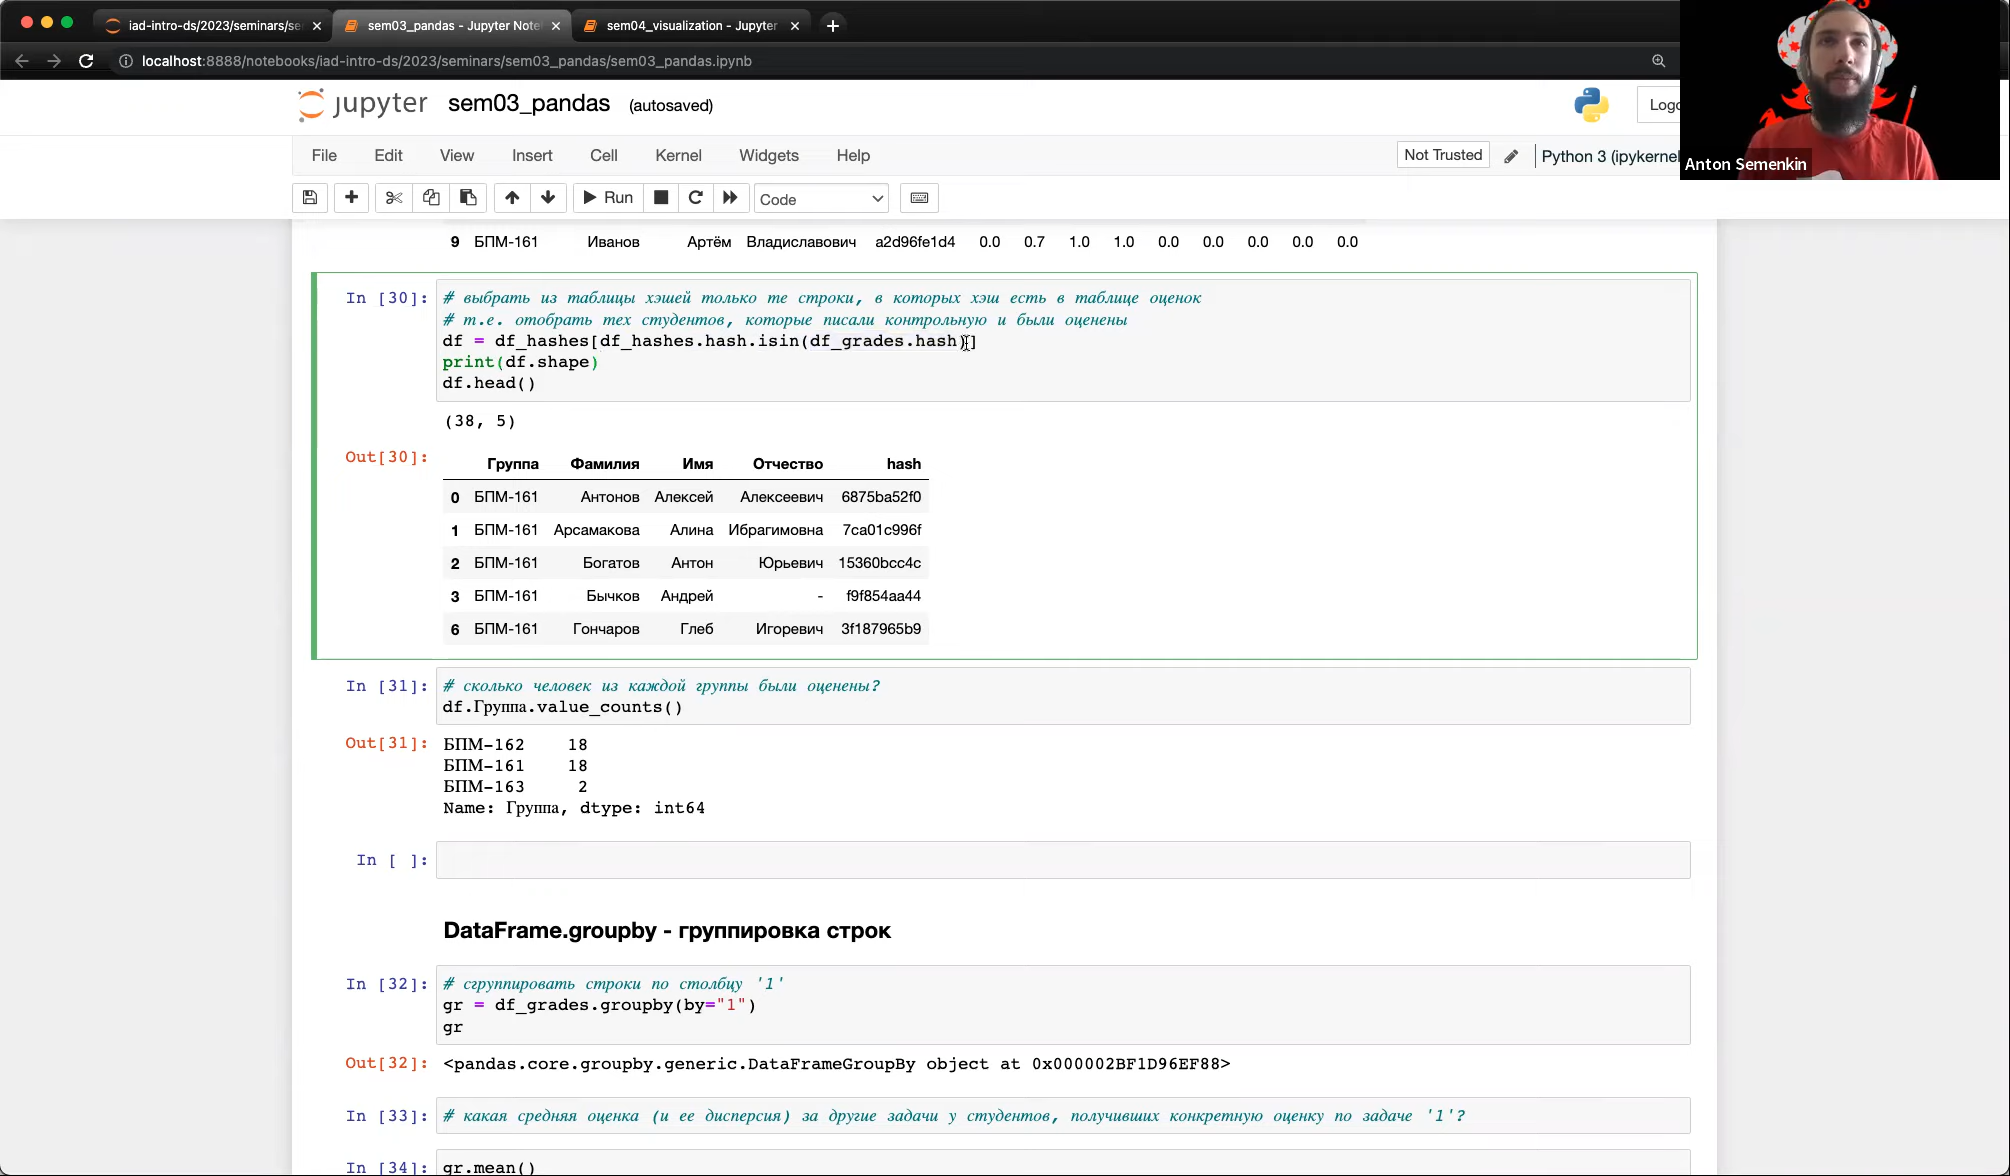 iad-intro-ds/2023/seminars/se
sem03_pandas - Jupyter Note
sem04_visualization - Jupyter
localhost:8888/notebooks/iad-intro-ds/2023/seminars/sem03_pandas/sem03_pandas.ipynb
jupyter sem03_pandas (autosaved)
Logo
Anton Semenkin
File Edit View Insert Cell Kernel Widgets Help
Not Trusted Python 3 (ipykernel
Run Code
9 БПМ-161 Иванов Артём Владиславович a2d96fe1d4 0.0 0.7 1.0 1.0 0.0 0.0 0.0 0.0 0.0
In [30]: # выбрать из таблицы хэшей только те строки, в которых хэш есть в таблице оценок
# т.е. отобрать тех студентов, которые писали контрольную и были оценены
df = df_hashes[df_hashes.hash.isin(df_grades.hash)]
print(df.shape)
df.head()
(38, 5)
Out[30]:
Группа Фамилия Имя Отчество hash
0 БПМ-161 Антонов Алексей Алексеевич 6875ba52f0
1 БПМ-161 Арсамакова Алина Ибрагимовна 7ca01c996f
2 БПМ-161 Богатов Антон Юрьевич 15360bcc4c
3 БПМ-161 Бычков Андрей - f9f854aa44
6 БПМ-161 Гончаров Глеб Игоревич 3f187965b9
In [31]: # сколько человек из каждой группы были оценены?
df.Группа.value_counts()
Out[31]: БПМ-162 18
БПМ-161 18
БПМ-163 2
Name: Группа, dtype: int64
In [ ]:
DataFrame.groupby - группировка строк
In [32]: # сгруппировать строки по столбцу '1'
gr = df_grades.groupby(by="1")
gr
Out[32]: <pandas.core.groupby.generic.DataFrameGroupBy object at 0x000002BF1D96EF88>
In [33]: # какая средняя оценка (и ее дисперсия) за другие задачи у студентов, получивших конкретную оценку по задаче '1'?
In [34]: gr.mean()